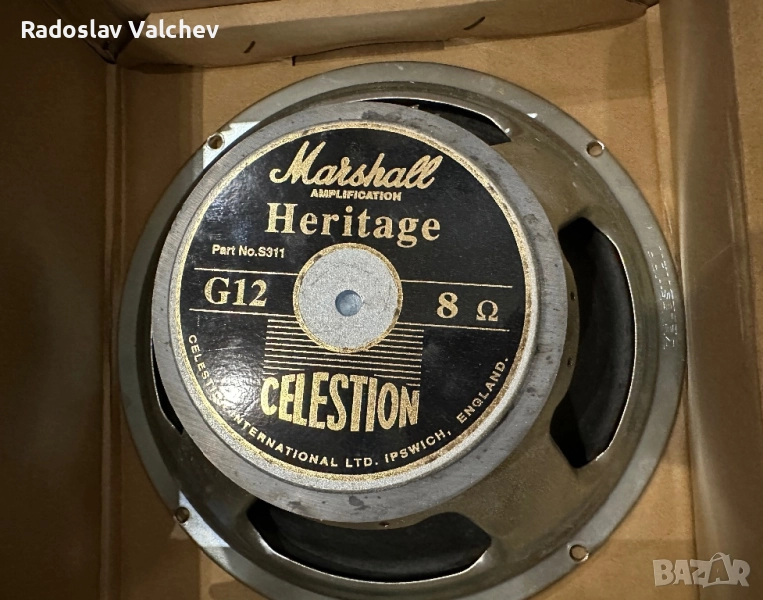 Radoslav Valchev
Marshall
AMPLIFICATION
Heritage
Part No.S311
G12
8 Ω
CELESTION
CELESTION INTERNATIONAL LTD. IPSWICH, ENGLAND.
BAZAR